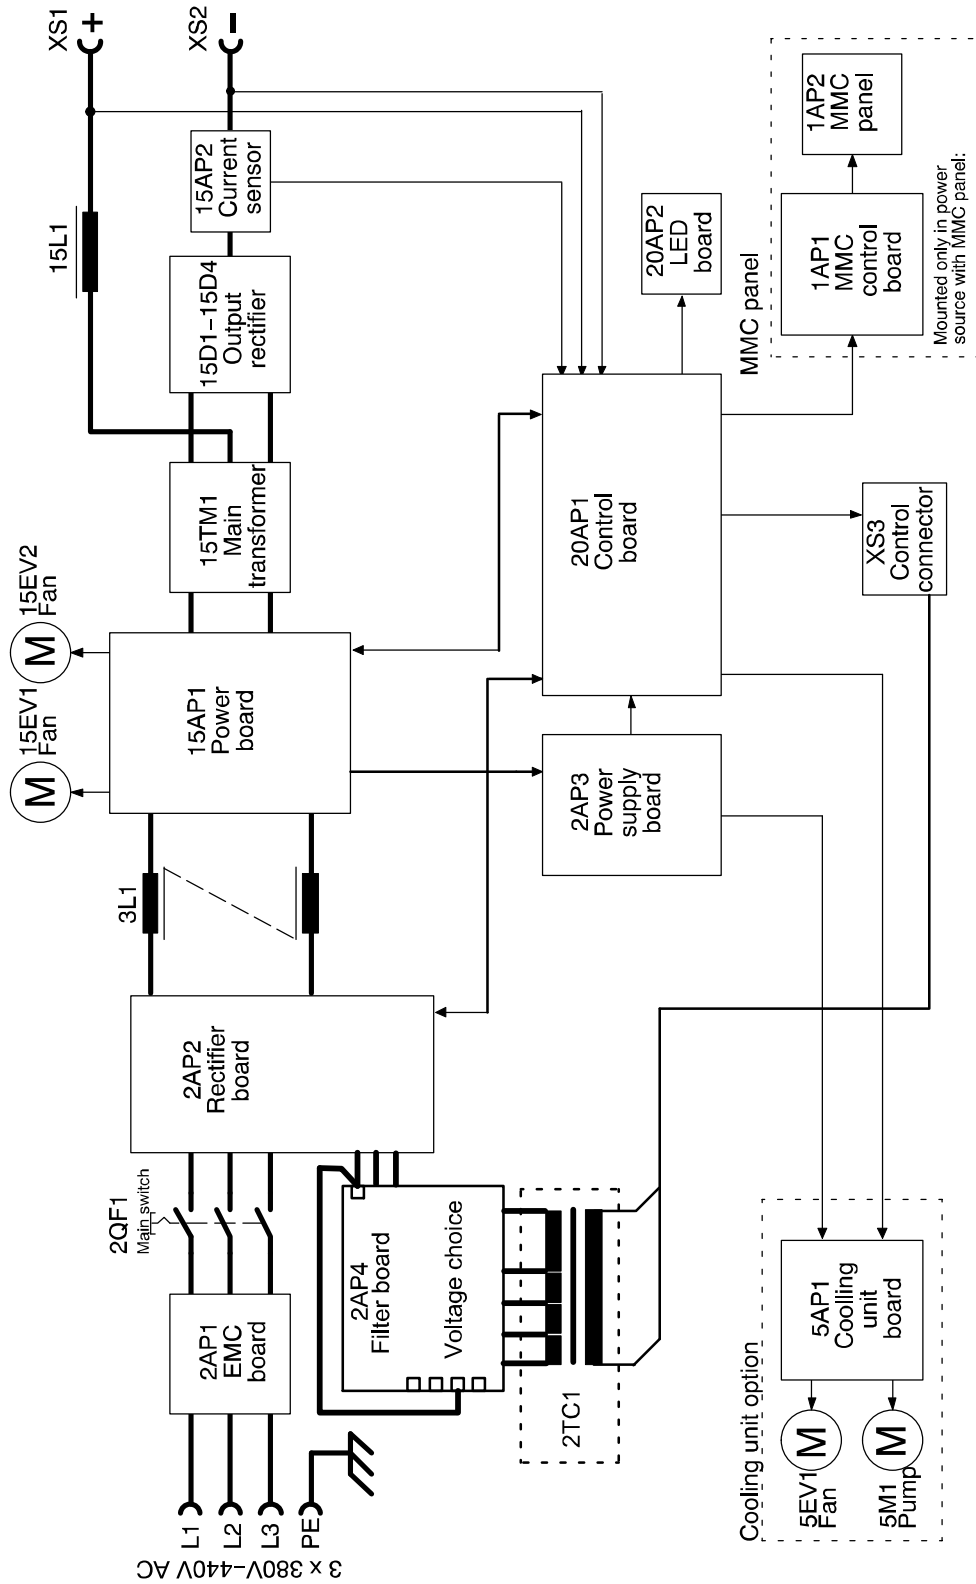 XS1
+
XS2
−
15L1
15AP2
Current
sensor
15D1−15D4
Output
rectifier
15TM1
Main
transformer
15EV2
Fan
M
15EV1
Fan
M
15AP1
Power
board
3L1
2AP2
Rectifier
board
2QF1
Main switch
2AP1
EMC
board
L1
L2
L3
PE
3 x 380V−440V AC
2AP4
Filter board
Voltage choice
2TC1
2AP3
Power
supply
board
20AP1
Control
board
20AP2
LED
board
MMC panel
1AP2
MMC
panel
1AP1
MMC
control
board
Mounted only in power
source with MMC panel:
XS3
Control
connector
Cooling unit option
5AP1
Coolling
unit
board
M
5EV1
Fan
M
5M1
Pump